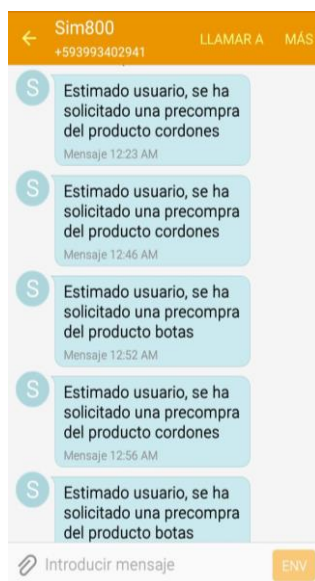 Sim800
+593993402941
LLAMAR A MÁS
S
Estimado usuario, se ha
solicitado una precompra
del producto cordones
Mensaje 12:23 AM
S
Estimado usuario, se ha
solicitado una precompra
del producto cordones
Mensaje 12:46 AM
S
Estimado usuario, se ha
solicitado una precompra
del producto botas
Mensaje 12:52 AM
S
Estimado usuario, se ha
solicitado una precompra
del producto cordones
Mensaje 12:56 AM
S
Estimado usuario, se ha
solicitado una precompra
del producto botas
Introducir mensaje
ENV